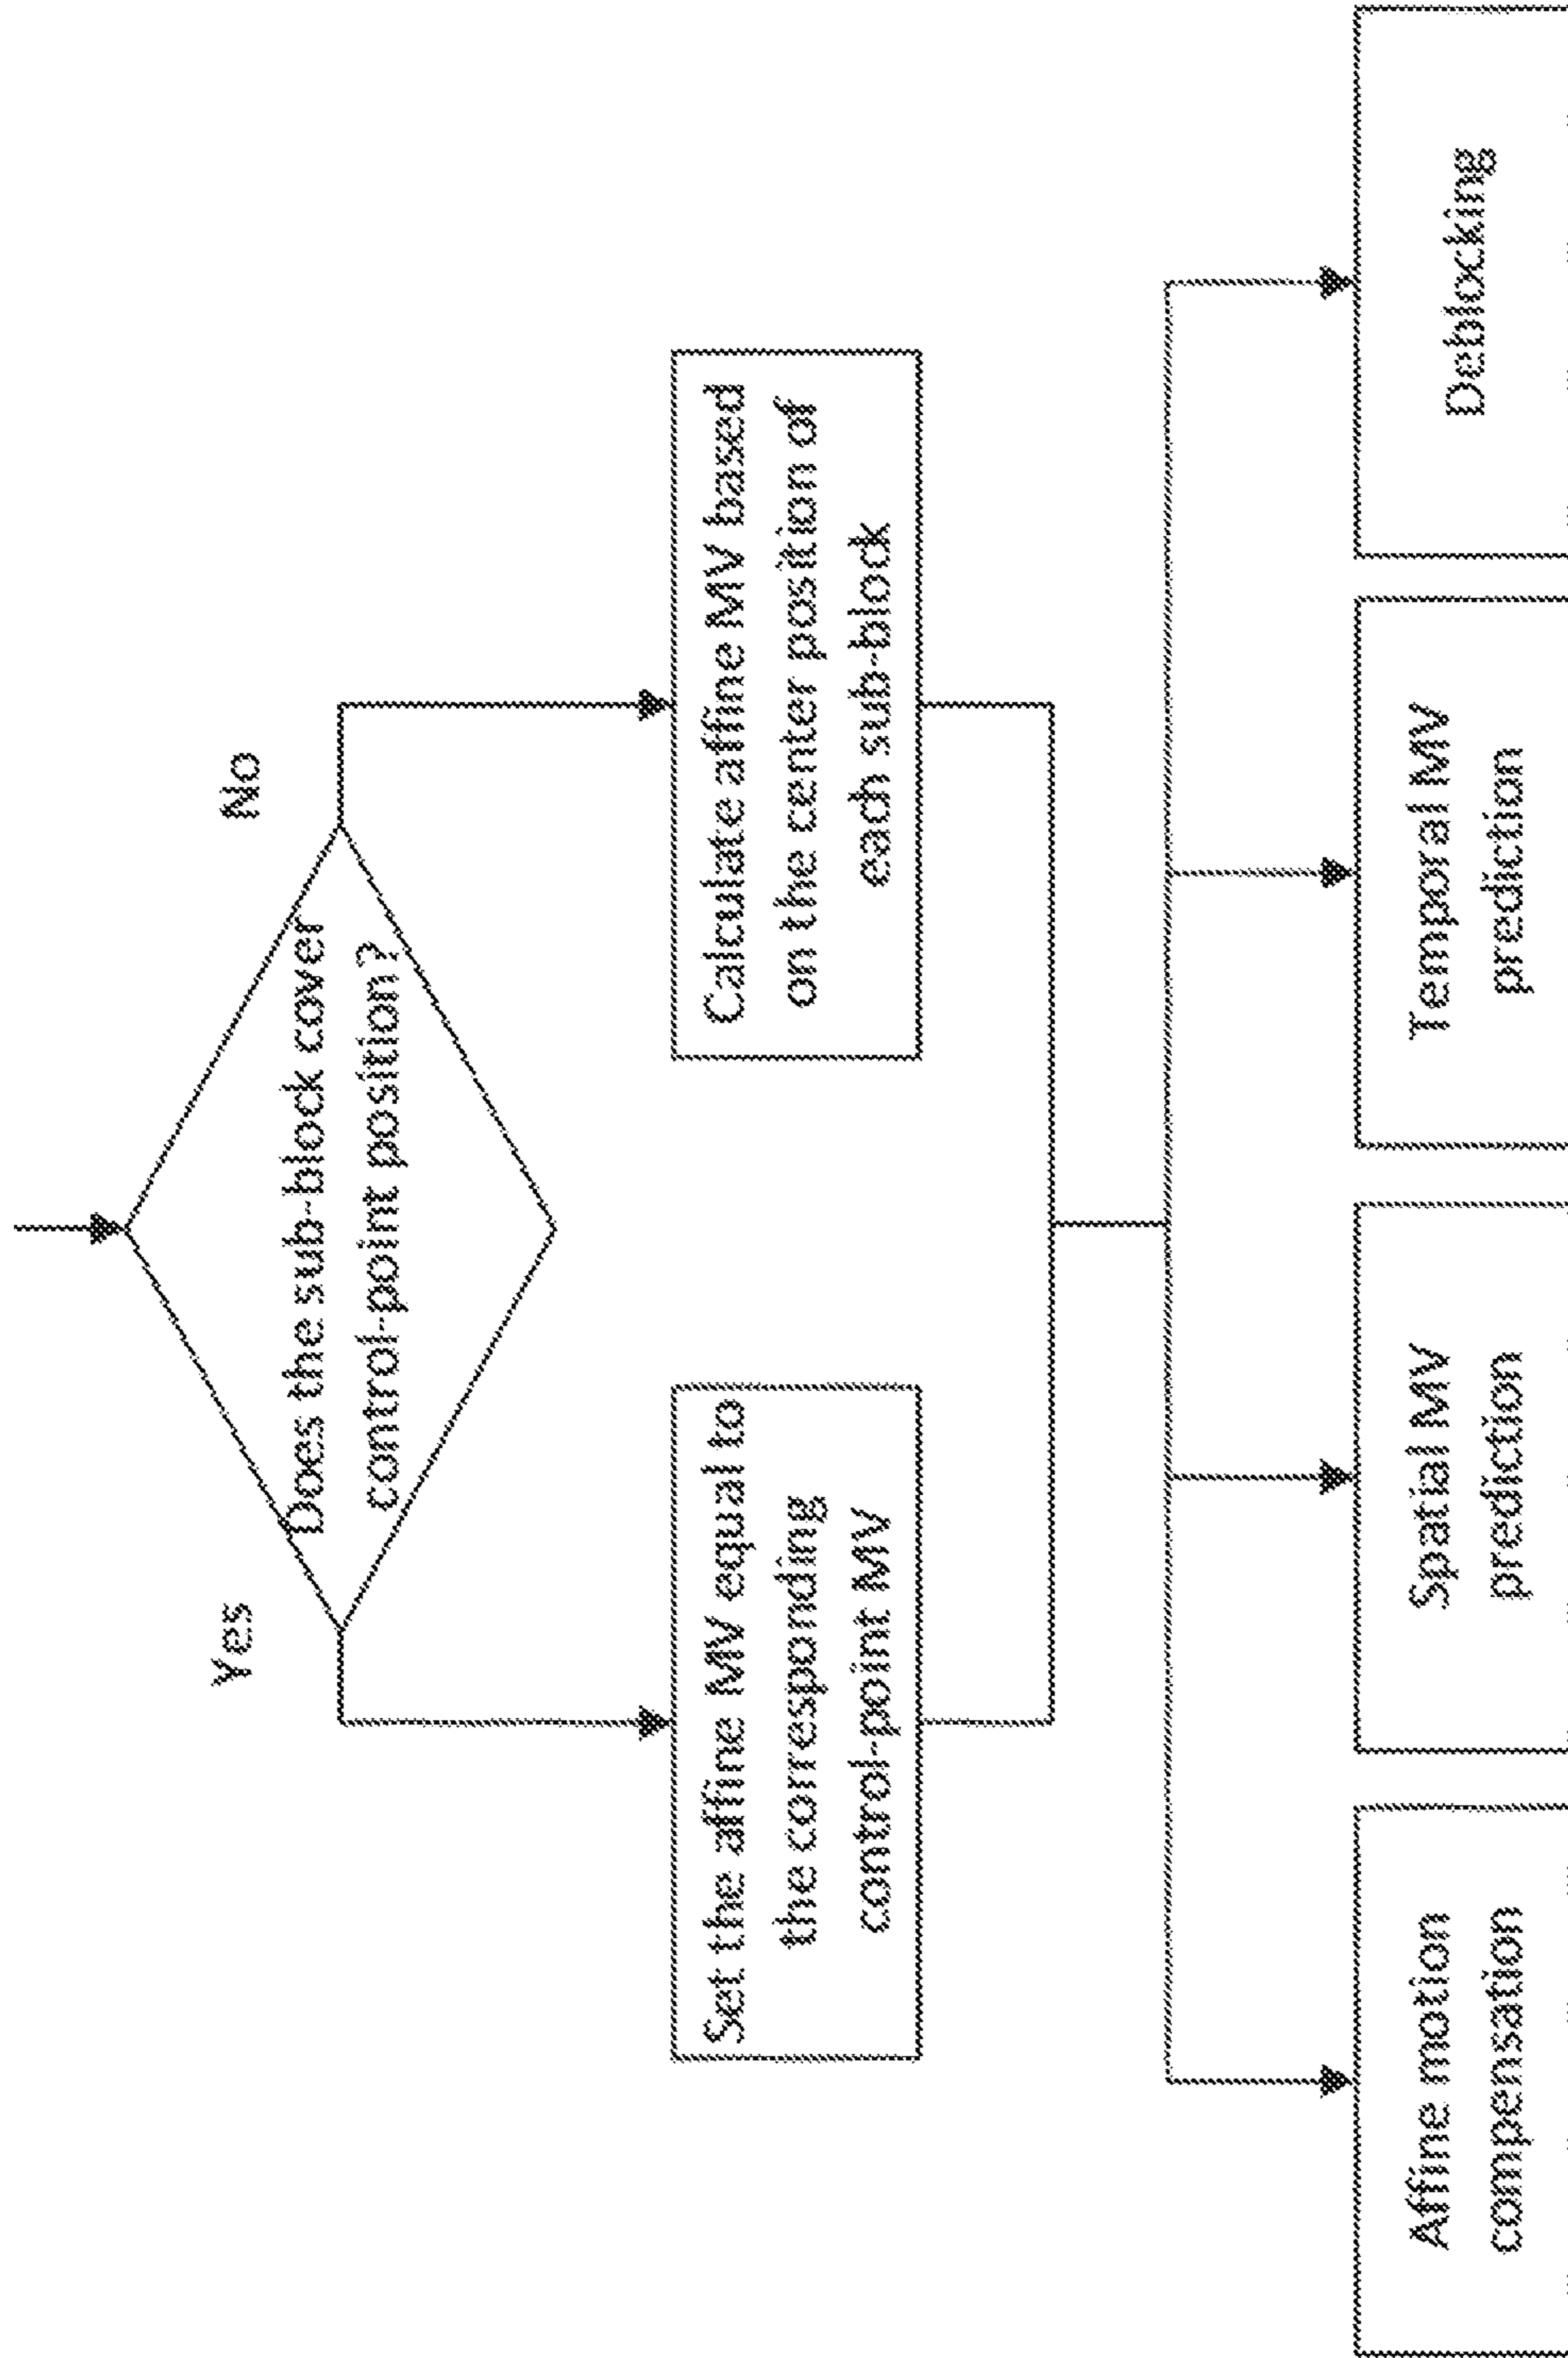 Does the sub-block cover
control-point position?
Yes
No
Set the affine MV equal to
the corresponding
control-point MV
Calculate affine MV based
on the center position of
each sub-block
Affine motion
compensation
Spatial MV
prediction
Temporal MV
prediction
Deblocking